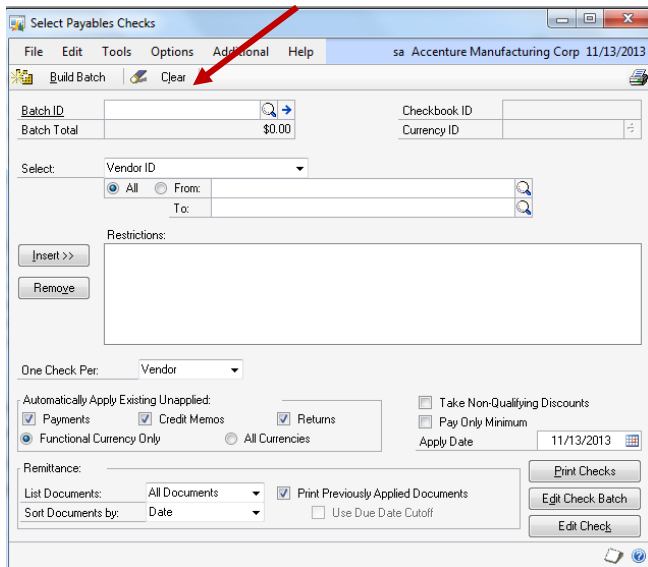 Select Payables Checks
File Edit Tools Options Additional Help sa Accenture Manufacturing Corp 11/13/2013
Build Batch Clear
Batch ID Checkbook ID
Batch Total $0.00 Currency ID
Select: Vendor ID
All From:
To:
Restrictions:
Insert >>
Remove
One Check Per: Vendor
Automatically Apply Existing Unapplied: Take Non-Qualifying Discounts
Payments Credit Memos Returns Pay Only Minimum
Functional Currency Only All Currencies Apply Date 11/13/2013
Remittance: Print Checks
List Documents: All Documents Print Previously Applied Documents Edit Check Batch
Sort Documents by: Date Use Due Date Cutoff
Edit Check